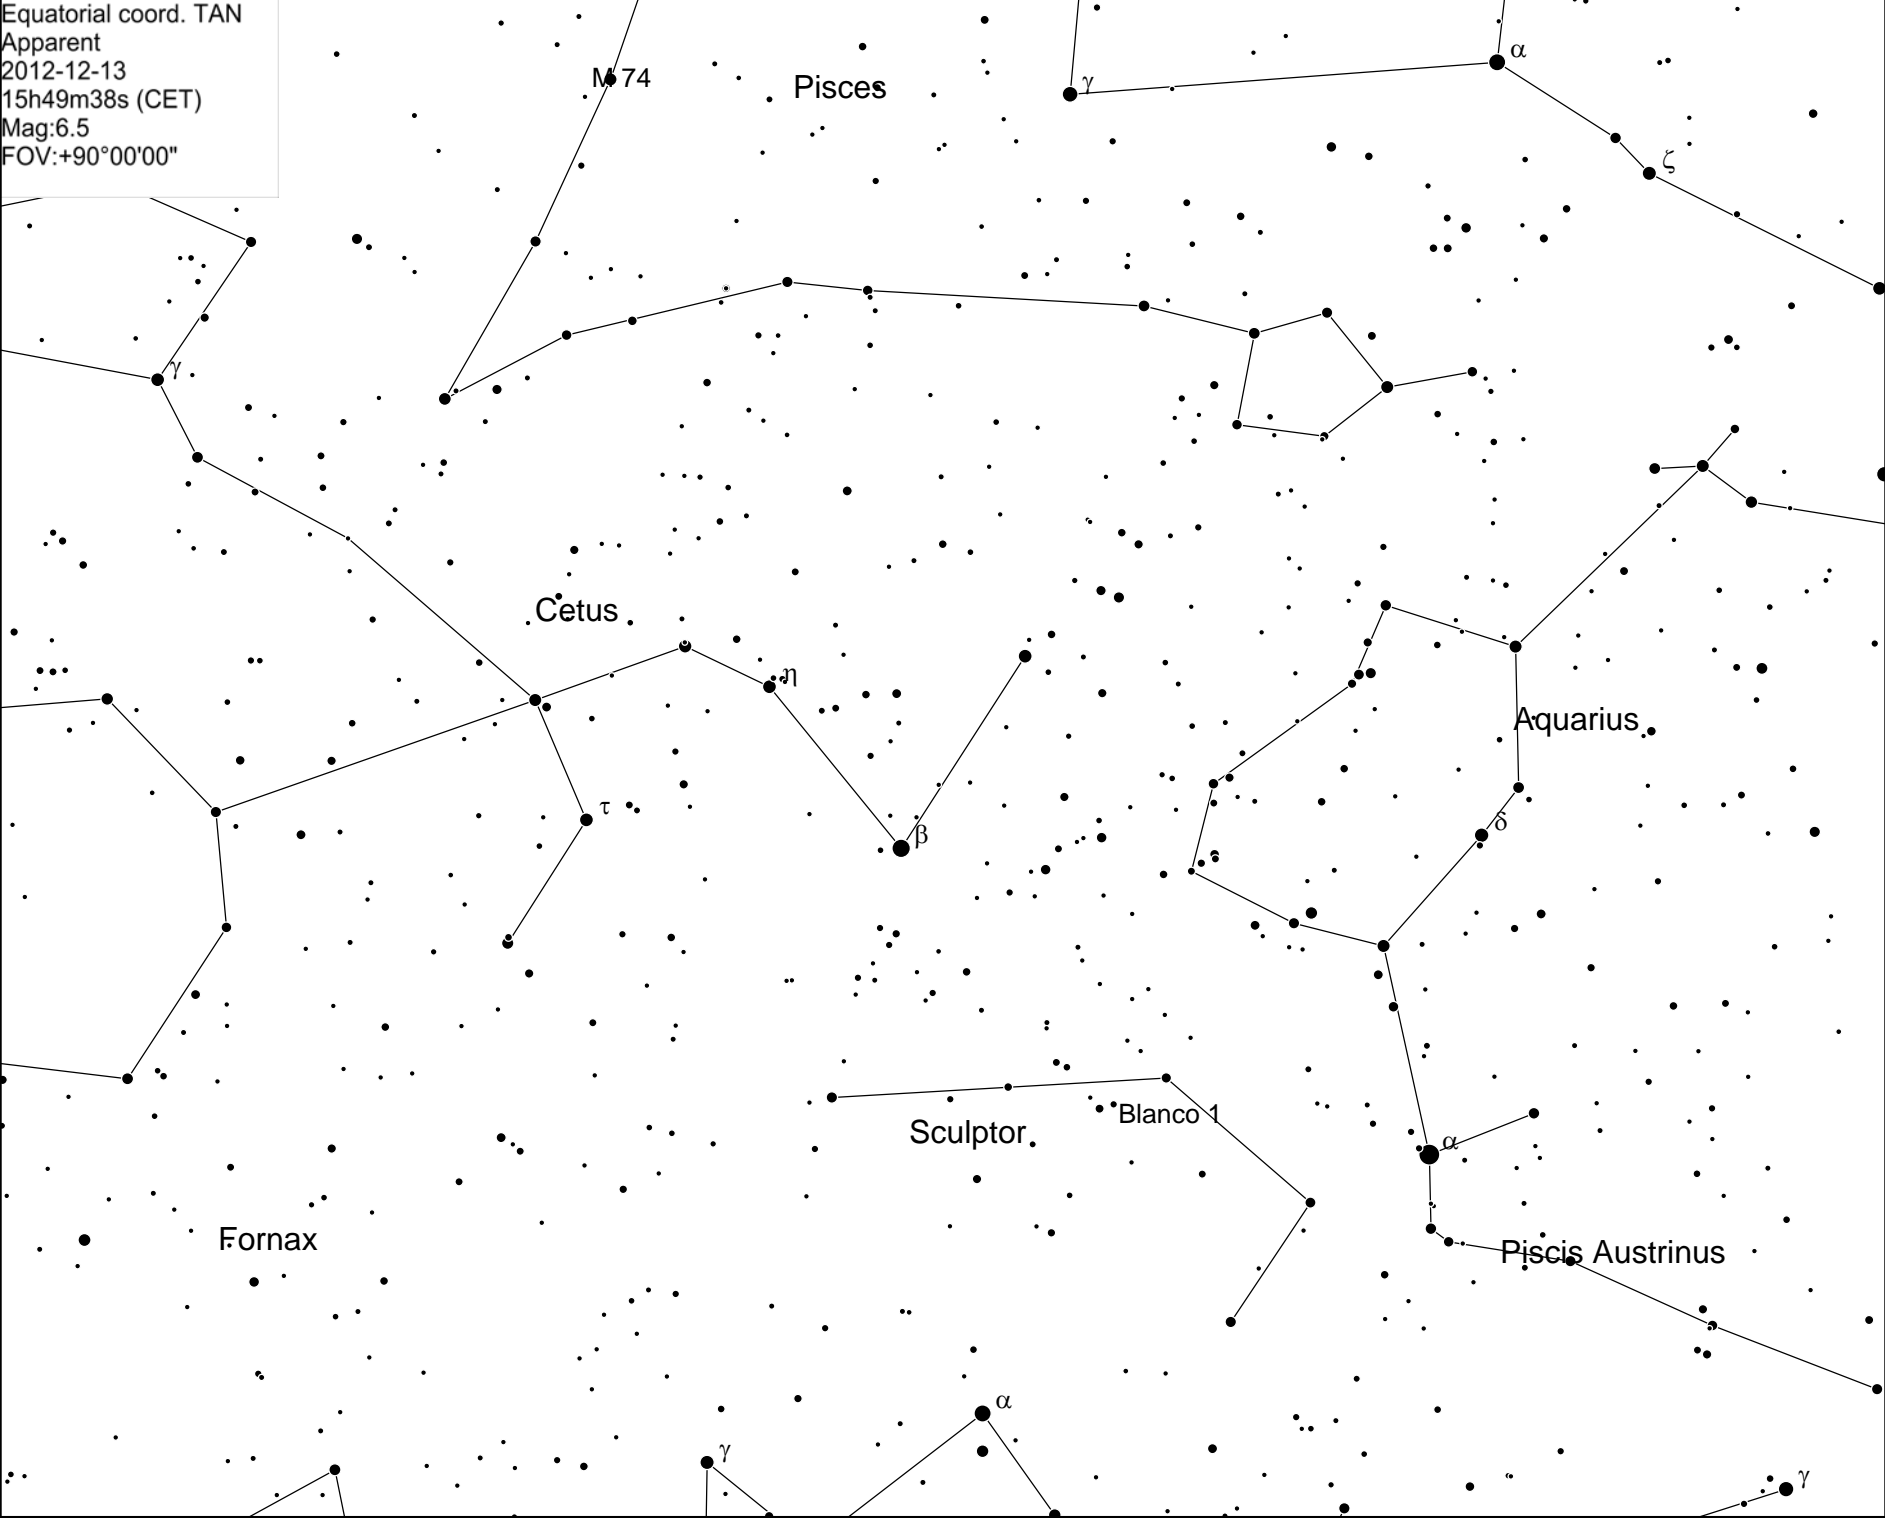 Equatorial coord. TAN
Apparent
2012-12-13
15h49m38s (CET)
Mag:6.5
FOV:+90°00'00"
α
M 74
Pisces
γ
ζ
γ
Cetus
η
Aquarius
τ
δ
β
Blanco 1
Sculptor
α
Fornax
Piscis Austrinus
α
γ
γ